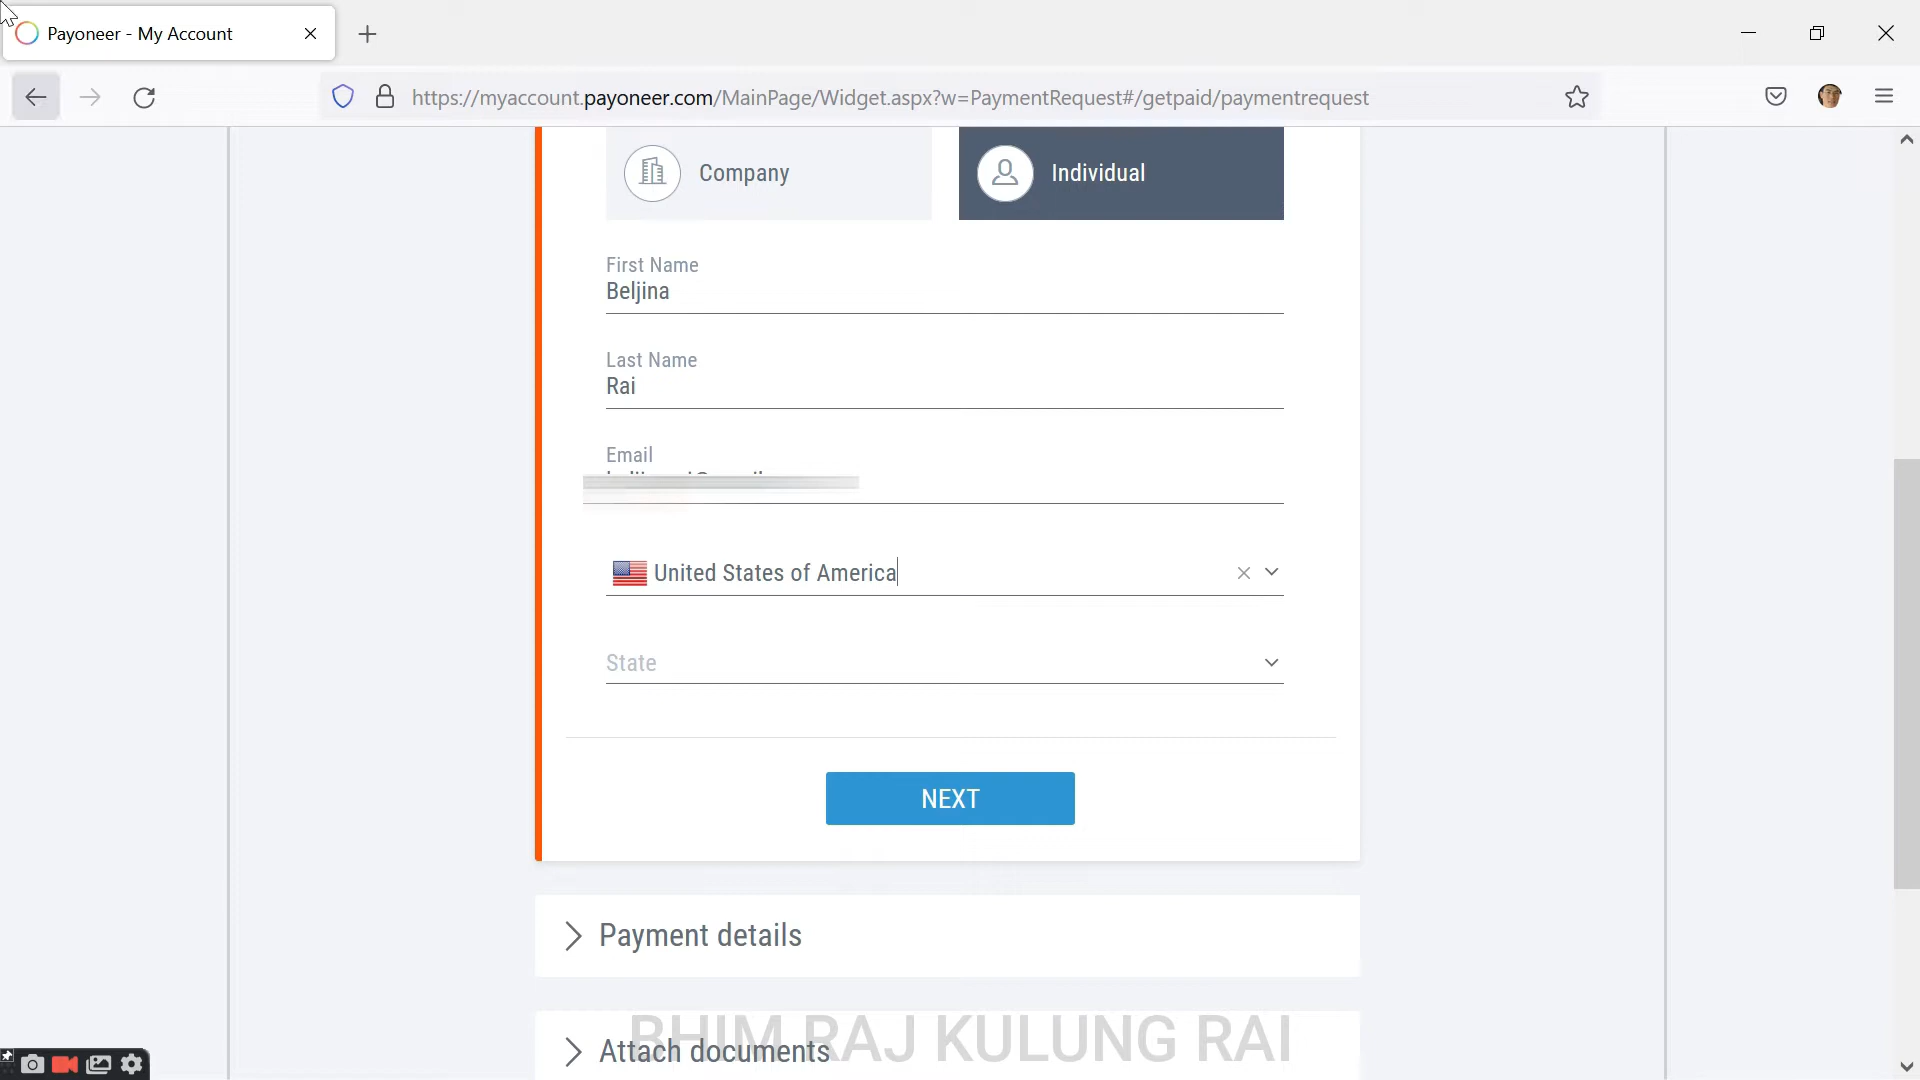 Payoneer - My Account
https://myaccount.payoneer.com/MainPage/Widget.aspx?w=PaymentRequest#/getpaid/paymentrequest
Company
Individual
First Name
Beljina
Last Name
Rai
Email
United States of America
State
NEXT
Payment details
Attach documents
BHIM RAJ KULUNG RAI